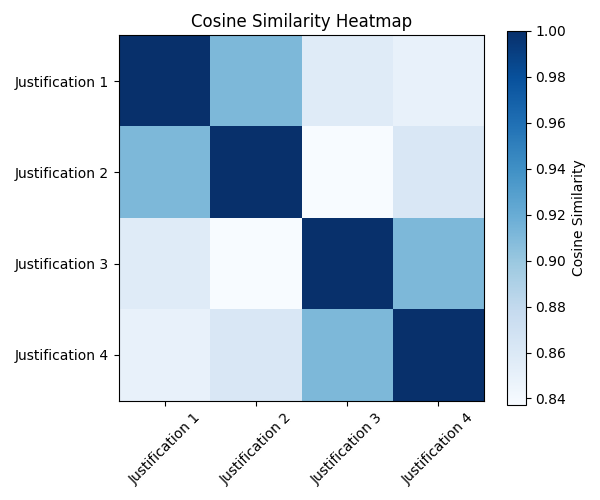 Cosine Similarity Heatmap
Justification 1
Justification 2
Justification 3
Justification 4
Justification 1
Justification 2
Justification 3
Justification 4
1.00
0.98
0.96
0.94
0.92
0.90
0.88
0.86
0.84
Cosine Similarity